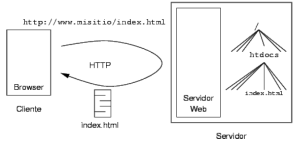 http://www.misitio/index.html
HTTP
Browser
Cliente
index.html
/
htdocs
index.html
Servidor
Web
Servidor